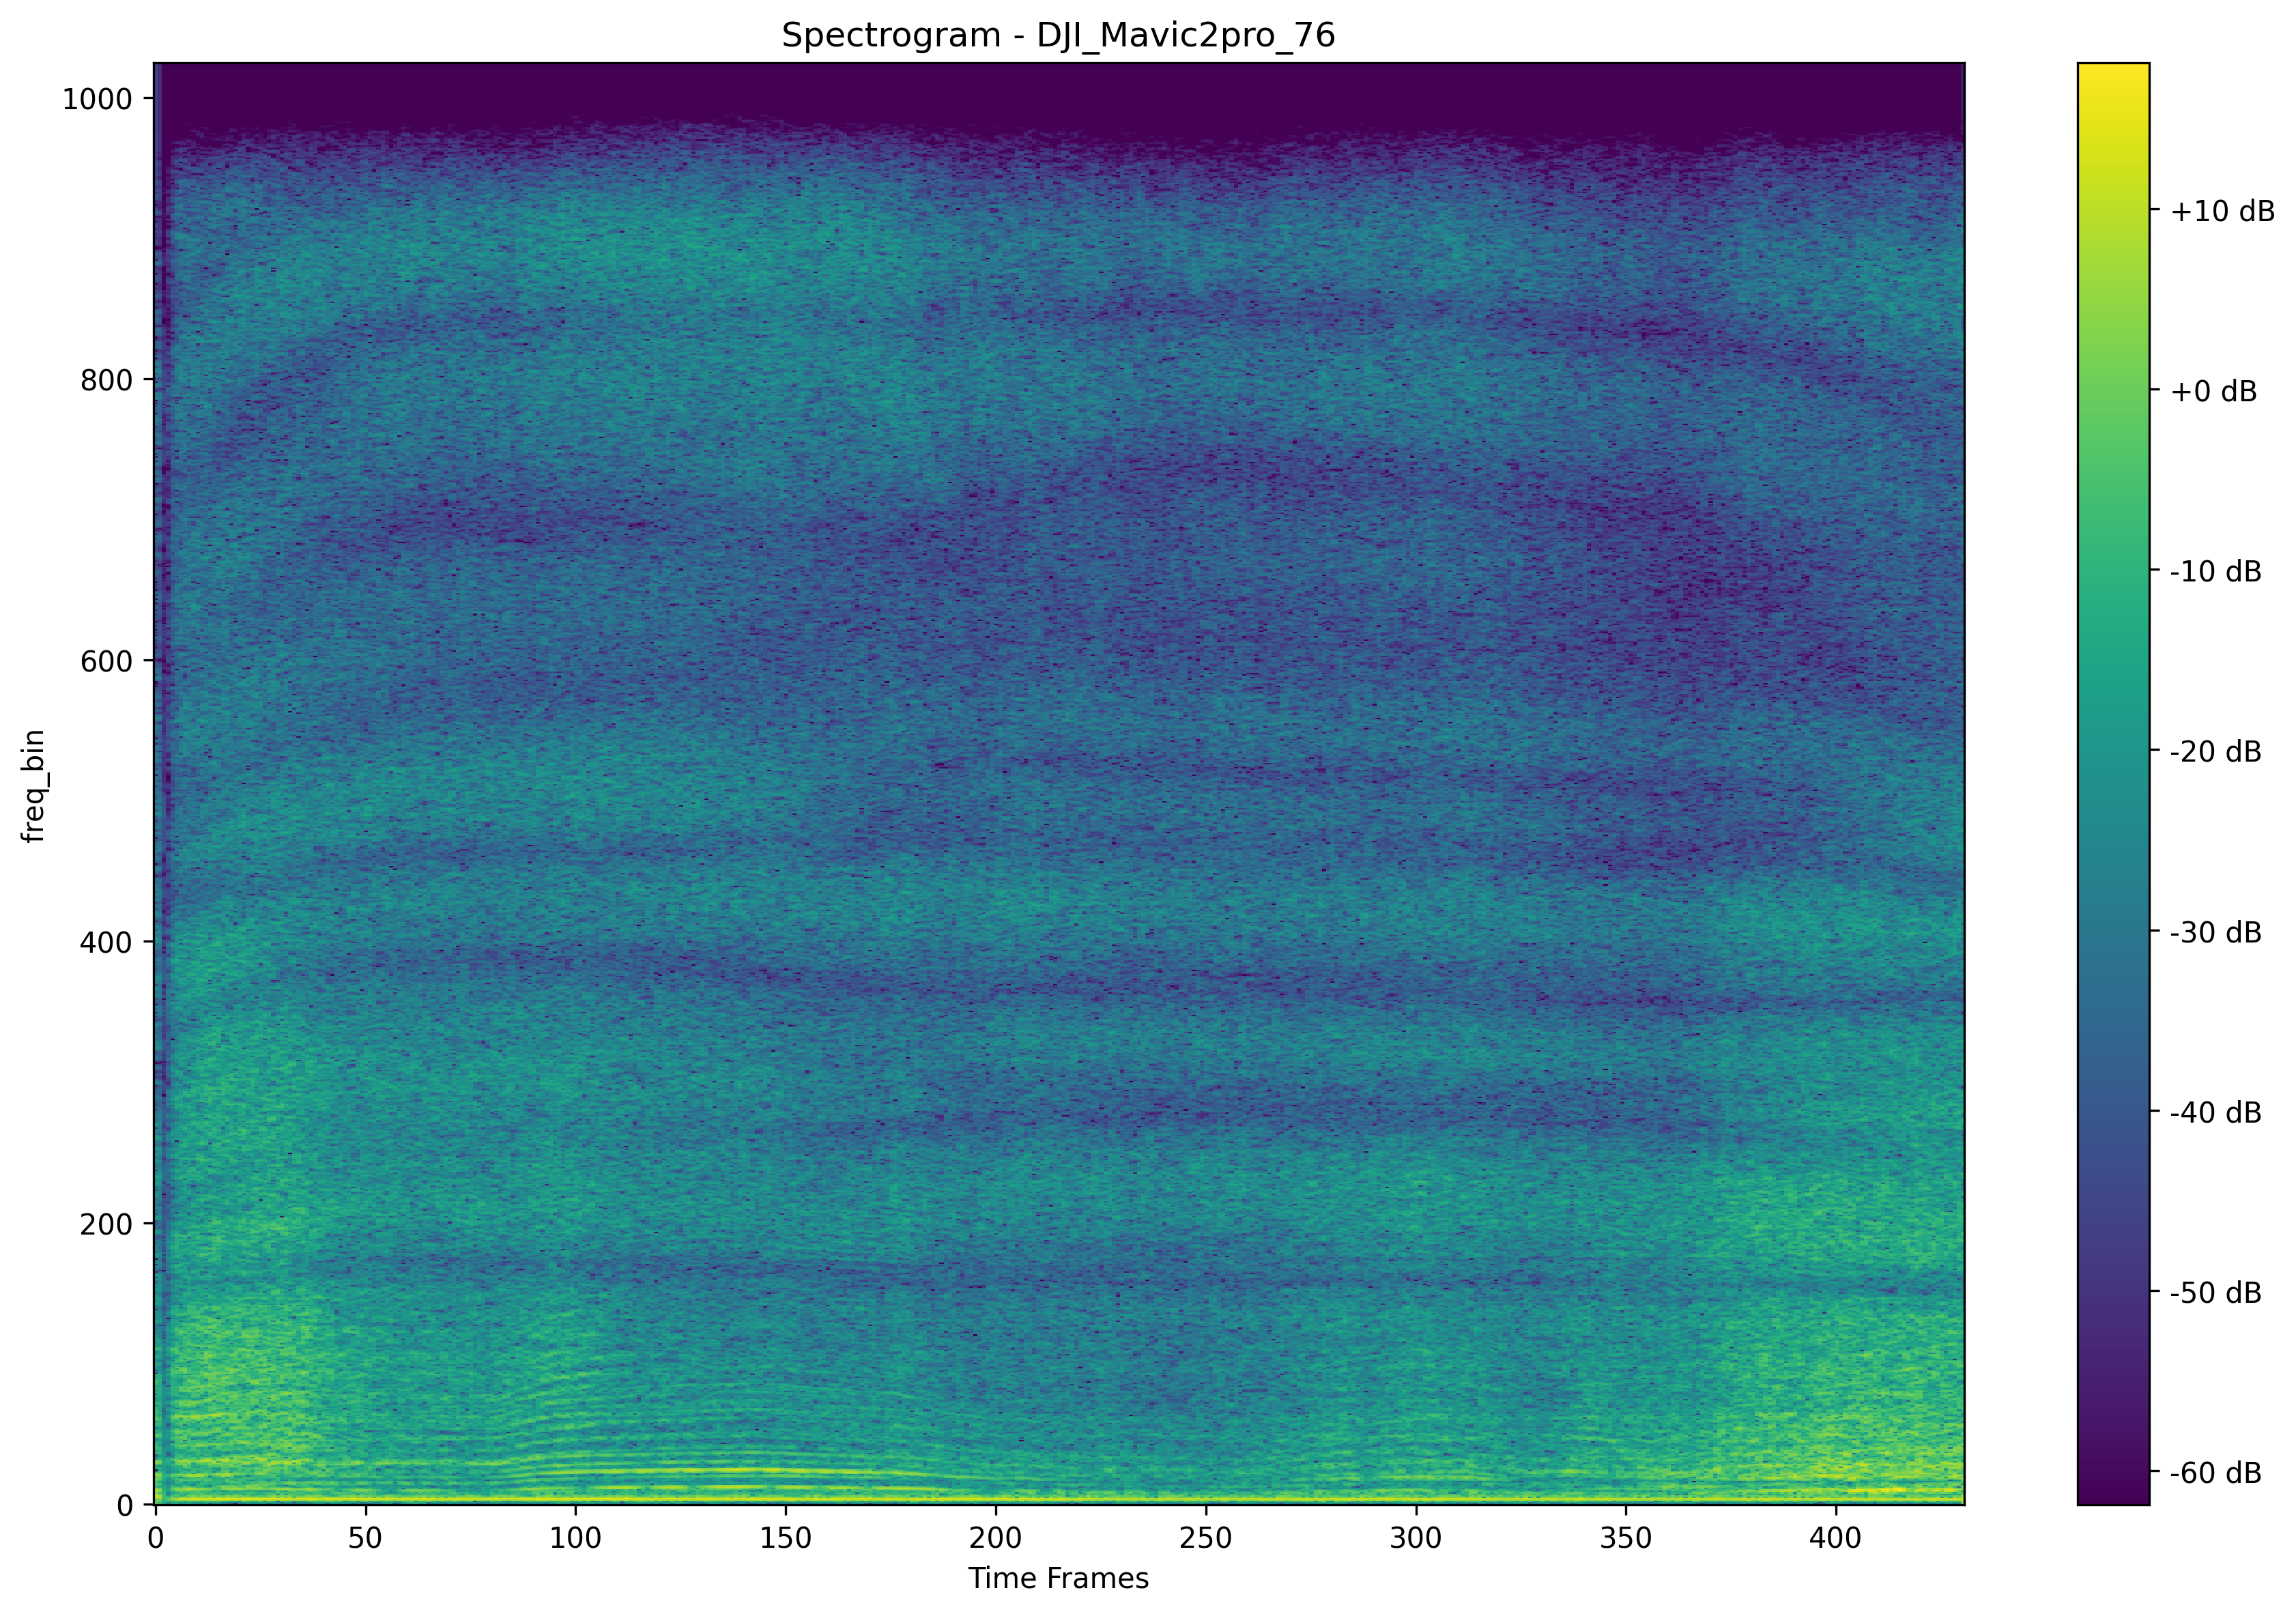 Spectrogram - DJI_Mavic2pro_76
freq_bin
1000
800
600
400
200
0
0 50 100 150 200 250 300 350 400
Time Frames
+10 dB
+0 dB
-10 dB
-20 dB
-30 dB
-40 dB
-50 dB
-60 dB